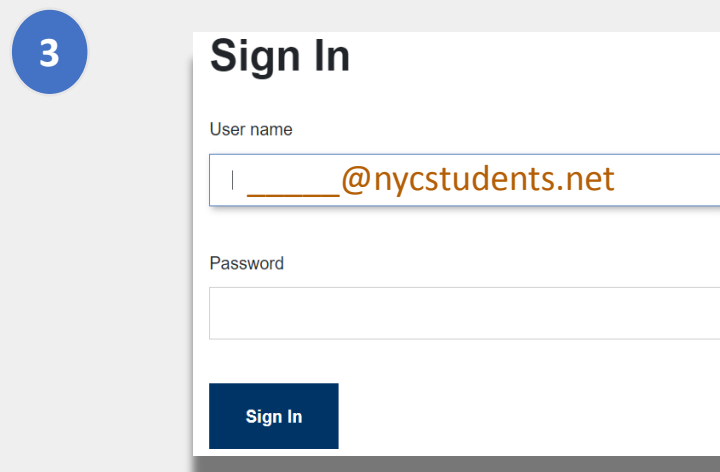 3
Sign In
User name
_____@nycstudents.net
Password
Sign In